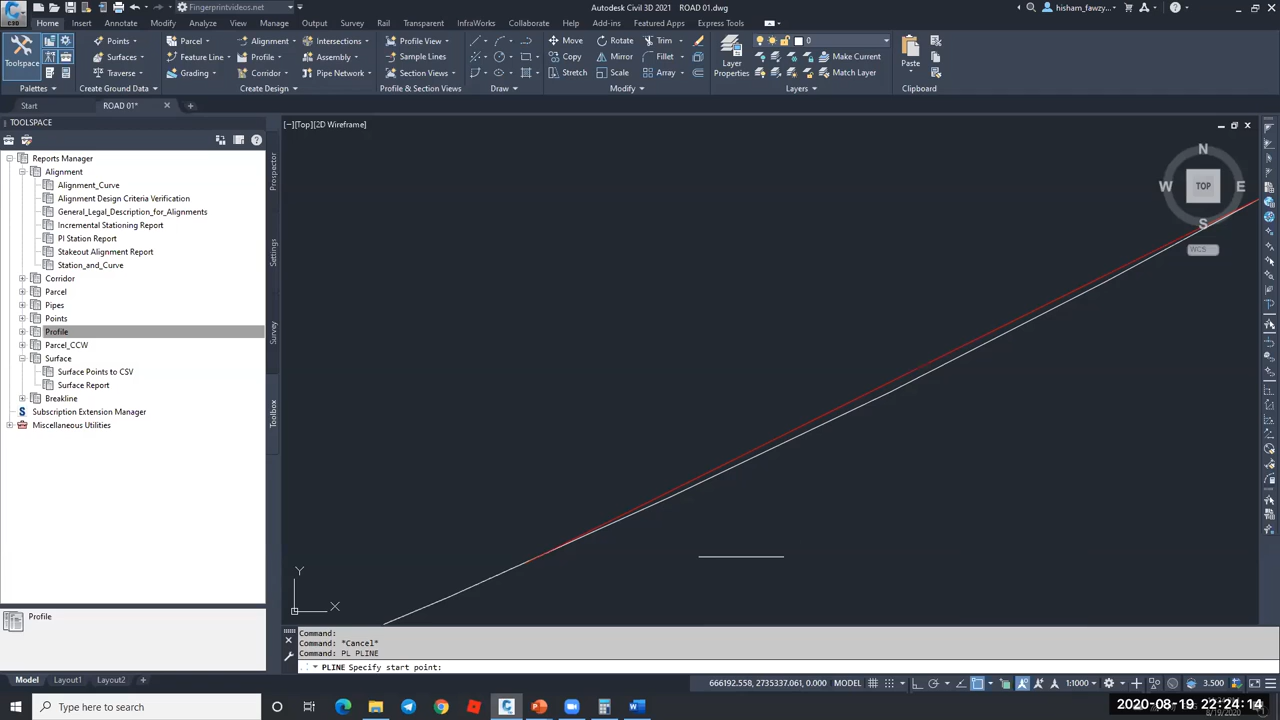 C3D
Fingerprintvideos.net
Autodesk Civil 3D 2021 ROAD 01.dwg
hisham_fawzy...
Home Insert Annotate Modify Analyze View Manage Output Survey Rail Transparent InfraWorks Collaborate Help Add-ins Featured Apps Express Tools
Points Parcel Alignment Intersections Profile View Move Rotate Trim 0
Toolspace Surfaces Feature Line Profile Assembly Sample Lines Copy Mirror Fillet Layer Properties Make Current Paste
Traverse Grading Corridor Pipe Network Section Views Stretch Scale Array Match Layer
Palettes Create Ground Data Create Design Profile & Section Views Draw Modify Layers Clipboard
Start ROAD 01*
TOOLSPACE
[−][Top][2D Wireframe]
Reports Manager
Alignment
Alignment_Curve
Alignment Design Criteria Verification
General_Legal_Description_for_Alignments
Incremental Stationing Report
PI Station Report
Stakeout Alignment Report
Station_and_Curve
Corridor
Parcel
Pipes
Points
Profile
Parcel_CCW
Surface
Surface Points to CSV
Surface Report
Breakline
Subscription Extension Manager
Miscellaneous Utilities
Prospector
Settings
Survey
Toolbox
N
W TOP E
S
WCS
Y
X
Profile
Command:
Command: *Cancel*
Command: PL PLINE
PLINE Specify start point:
Model Layout1 Layout2
666192.558, 2735337.061, 0.000 MODEL 1:1000 3.500
Type here to search
2020-08-19 22:24:14